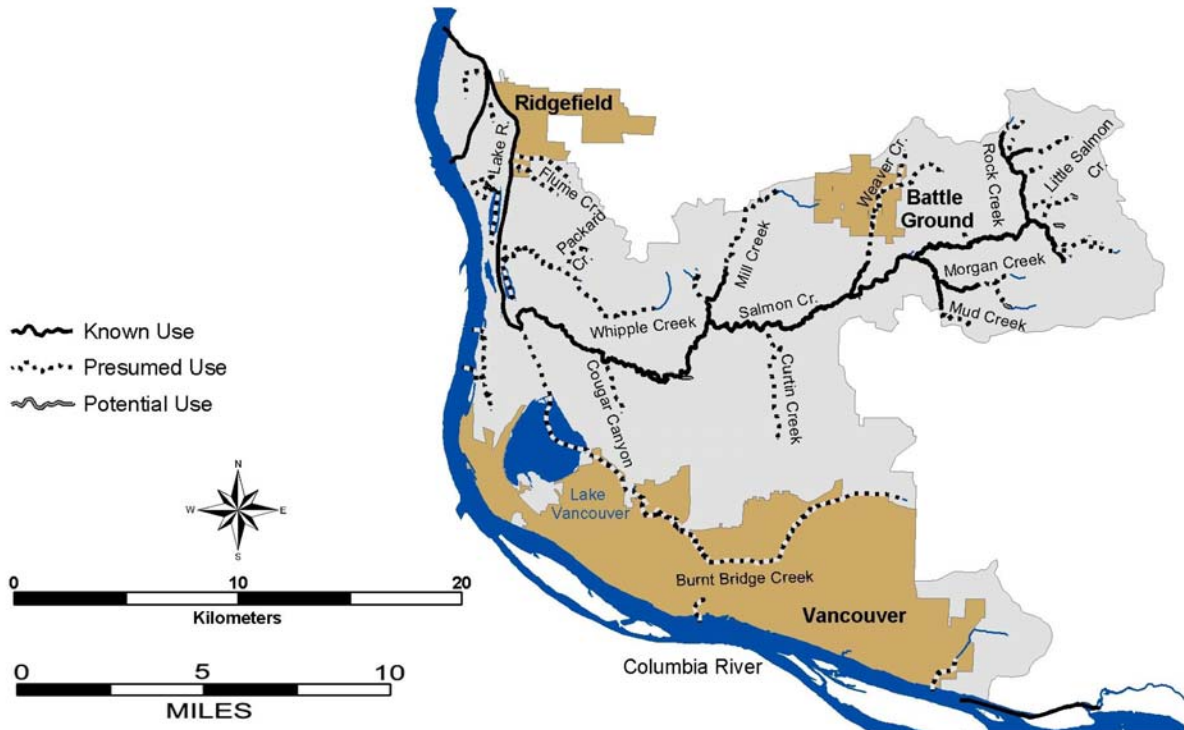 Ridgefield
Lake R.
Flume Cr.
Packard
Cr.
Weaver Cr.
Battle
Ground
Rock Creek
Little Salmon
Cr.
Mill Creek
Morgan Creek
Salmon Cr.
Mud Creek
Whipple Creek
Known Use
Presumed Use
Potential Use
Cougar Canyon
Curtin Creek
N
W
E
S
Lake
Vancouver
Burnt Bridge Creek
Vancouver
Columbia River
0 10 20
Kilometers
0 5 10
MILES